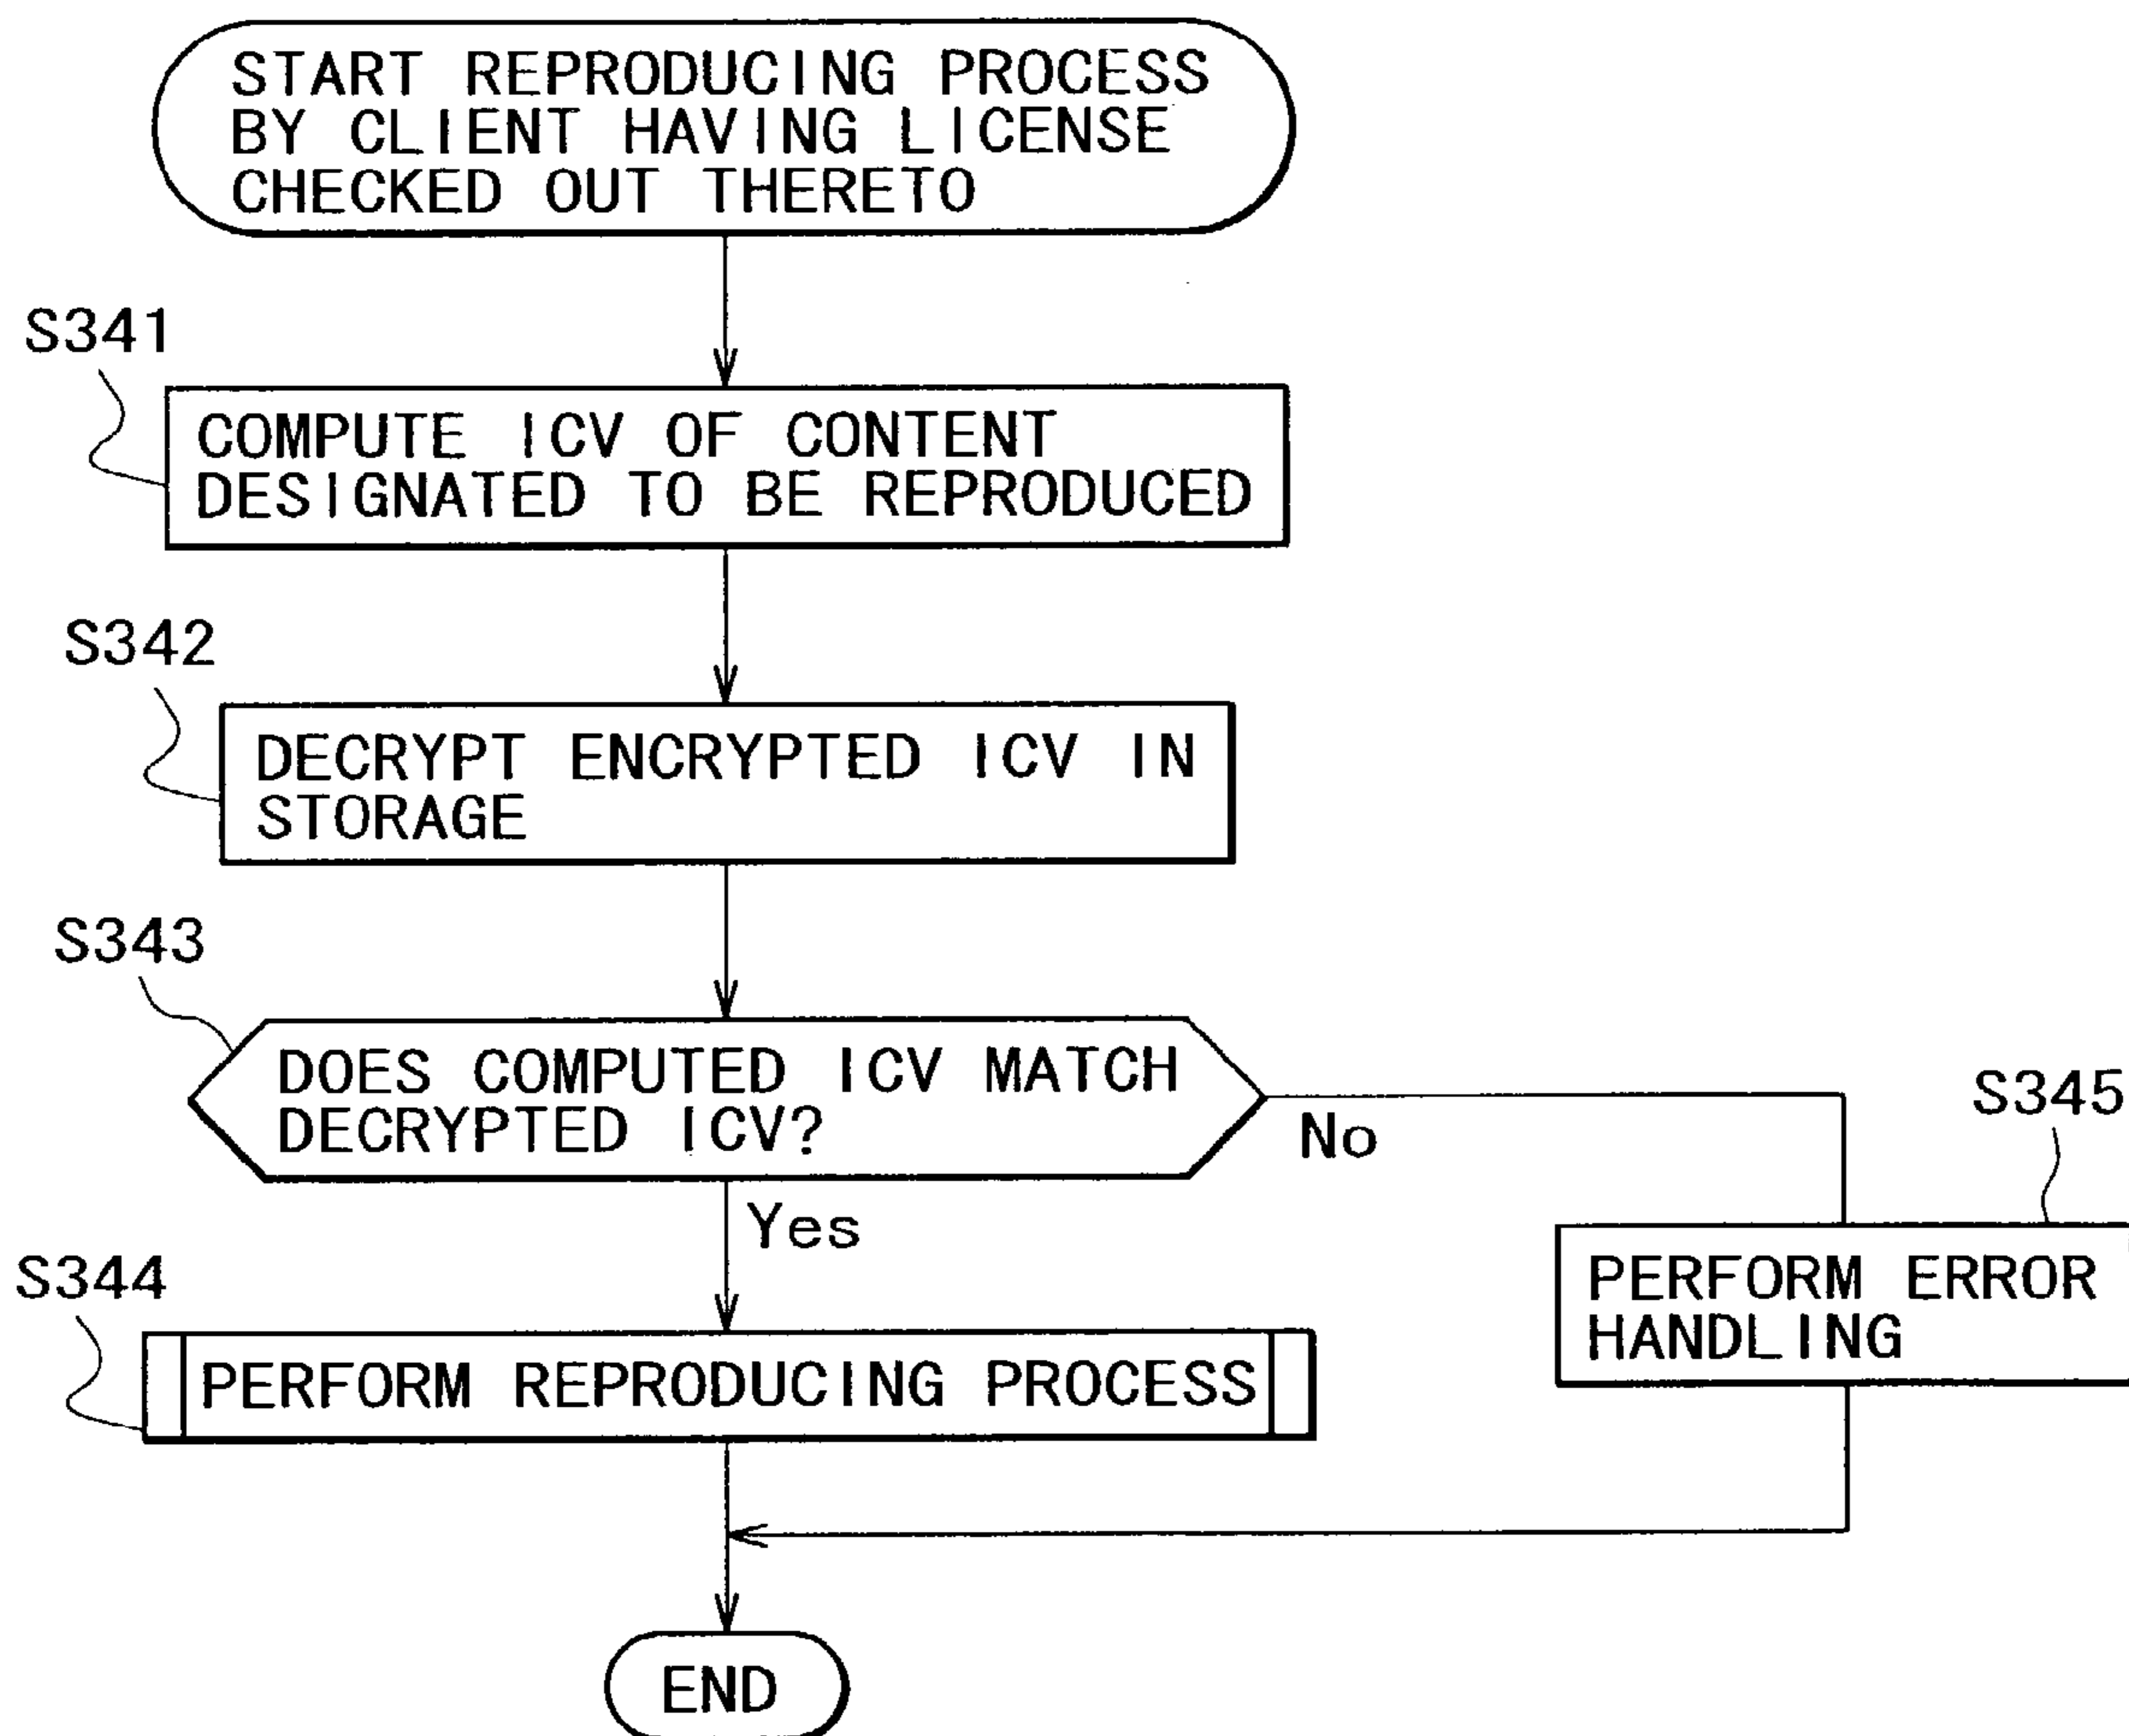 START REPRODUCING PROCESS
BY CLIENT HAVING LICENSE
CHECKED OUT THERETO
S341
COMPUTE ICV OF CONTENT
DESIGNATED TO BE REPRODUCED
S342
DECRYPT ENCRYPTED ICV IN
STORAGE
S343
DOES COMPUTED ICV MATCH
DECRYPTED ICV?
No
S345
Yes
PERFORM ERROR
HANDLING
S344
PERFORM REPRODUCING PROCESS
END